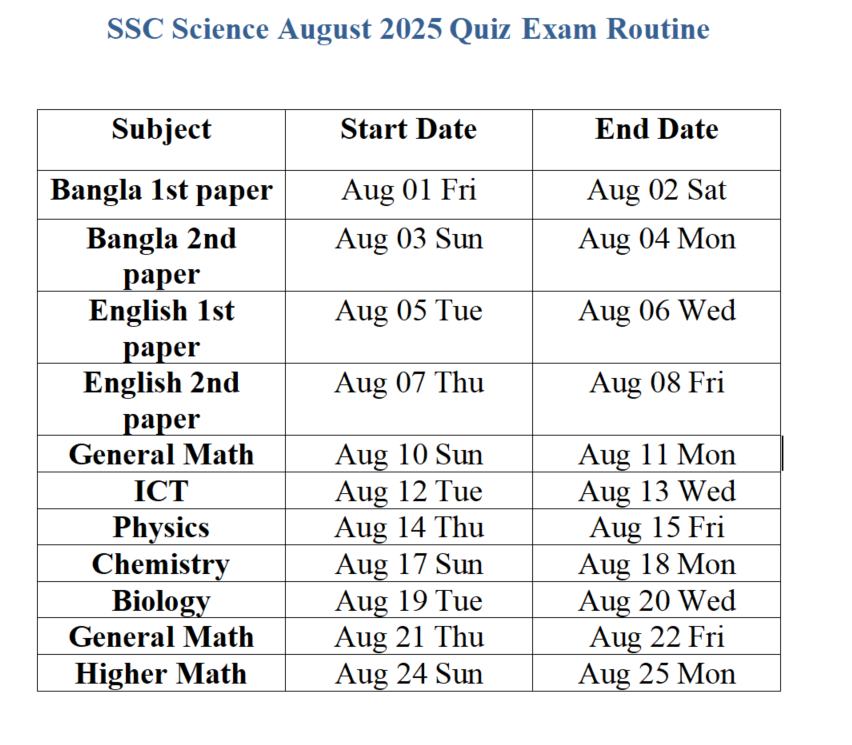 SSC Science August 2025 Quiz Exam Routine
Subject Start Date End Date
Bangla 1st paper Aug 01 Fri Aug 02 Sat
Bangla 2nd Aug 03 Sun Aug 04 Mon
paper
English 1st Aug 05 Tue Aug 06 Wed
paper
English 2nd Aug 07 Thu Aug 08 Fri
paper
General Math Aug 10 Sun Aug 11 Mon
ICT Aug 12 Tue Aug 13 Wed
Physics Aug 14 Thu Aug 15 Fri
Chemistry Aug 17 Sun Aug 18 Mon
Biology Aug 19 Tue Aug 20 Wed
General Math Aug 21 Thu Aug 22 Fri
Higher Math Aug 24 Sun Aug 25 Mon